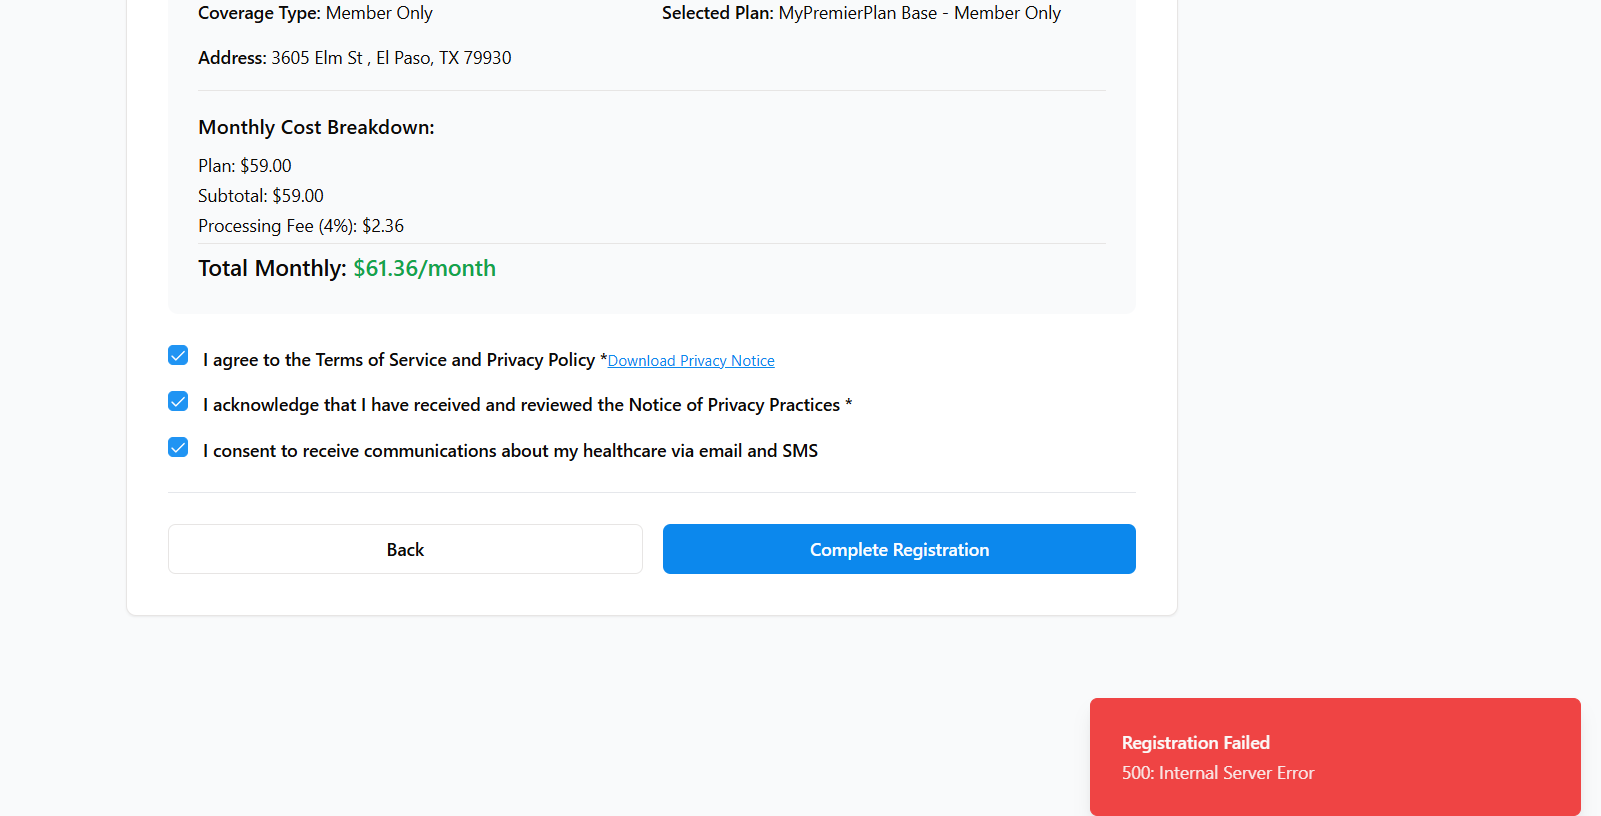 Coverage Type: Member Only
Selected Plan: MyPremierPlan Base - Member Only
Address: 3605 Elm St , El Paso, TX 79930
Monthly Cost Breakdown:
Plan: $59.00
Subtotal: $59.00
Processing Fee (4%): $2.36
Total Monthly: $61.36/month
I agree to the Terms of Service and Privacy Policy *Download Privacy Notice
I acknowledge that I have received and reviewed the Notice of Privacy Practices *
I consent to receive communications about my healthcare via email and SMS
Back
Complete Registration
Registration Failed
500: Internal Server Error